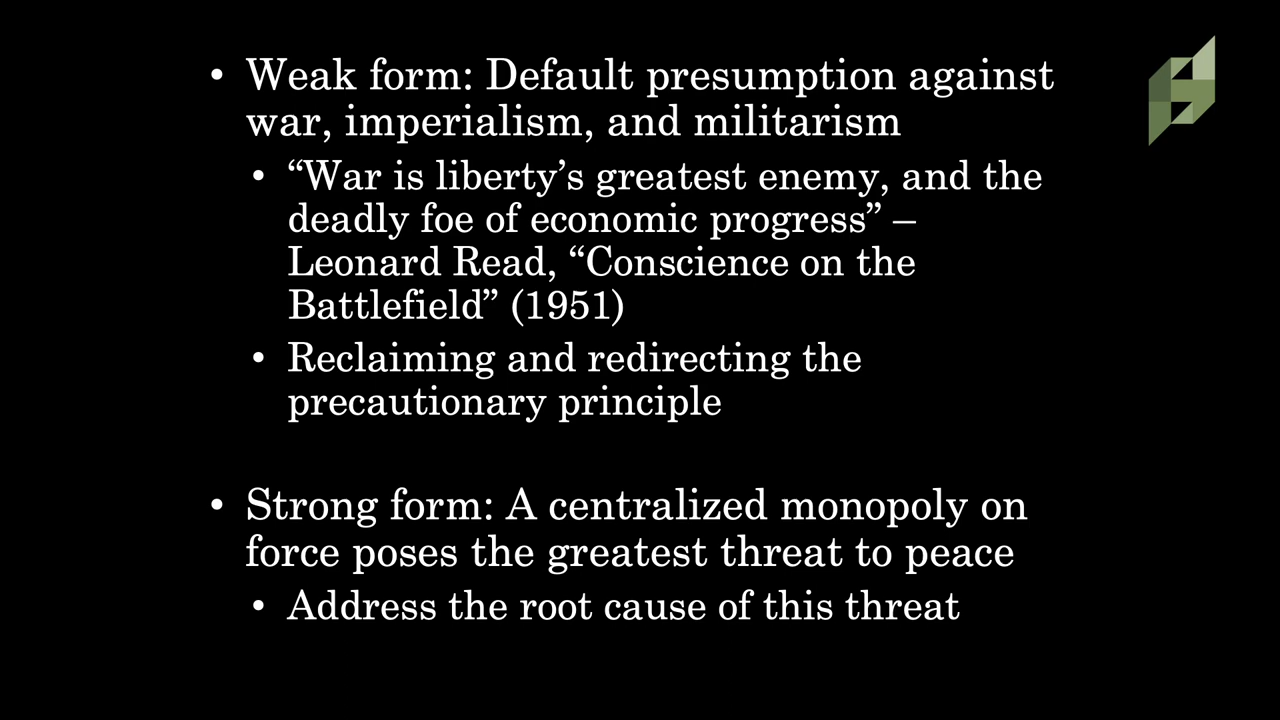 • Weak form: Default presumption against
war, imperialism, and militarism
• “War is liberty’s greatest enemy, and the
deadly foe of economic progress” –
Leonard Read, “Conscience on the
Battlefield” (1951)
• Reclaiming and redirecting the
precautionary principle
• Strong form: A centralized monopoly on
force poses the greatest threat to peace
• Address the root cause of this threat